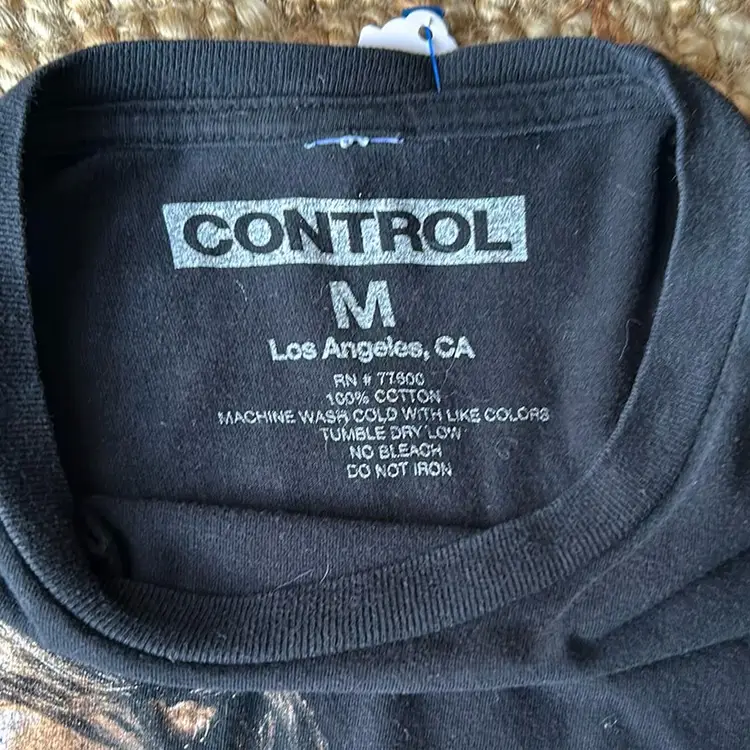 CONTROL
M
Los Angeles, CA
RN # 77600
100% COTTON
MACHINE WASH COLD WITH LIKE COLORS
TUMBLE DRY LOW
NO BLEACH
DO NOT IRON